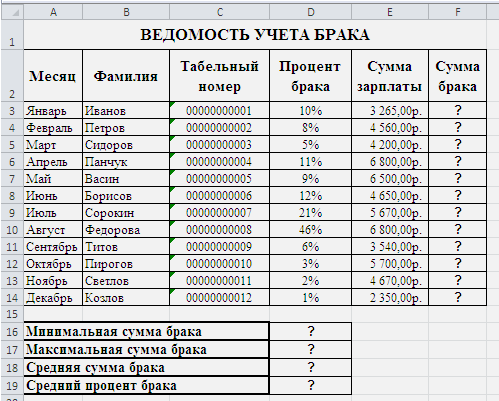 A B C D E F
1 ВЕДОМОСТЬ УЧЕТА БРАКА
2 Месяц Фамилия Табельный номер Процент брака Сумма зарплаты Сумма брака
3 Январь Иванов 00000000001 10% 3 265,00р. ?
4 Февраль Петров 00000000002 8% 4 560,00р. ?
5 Март Сидоров 00000000003 5% 4 200,00р. ?
6 Апрель Панчук 00000000004 11% 6 800,00р. ?
7 Май Васин 00000000005 9% 6 500,00р. ?
8 Июнь Борисов 00000000006 12% 4 650,00р. ?
9 Июль Сорокин 00000000007 21% 5 670,00р. ?
10 Август Федорова 00000000008 46% 6 800,00р. ?
11 Сентябрь Титов 00000000009 6% 3 540,00р. ?
12 Октябрь Пирогов 00000000010 3% 5 700,00р. ?
13 Ноябрь Светлов 00000000011 2% 4 670,00р. ?
14 Декабрь Козлов 00000000012 1% 2 350,00р. ?
15
16 Минимальная сумма брака ?
17 Максимальная сумма брака ?
18 Средняя сумма брака ?
19 Средний процент брака ?